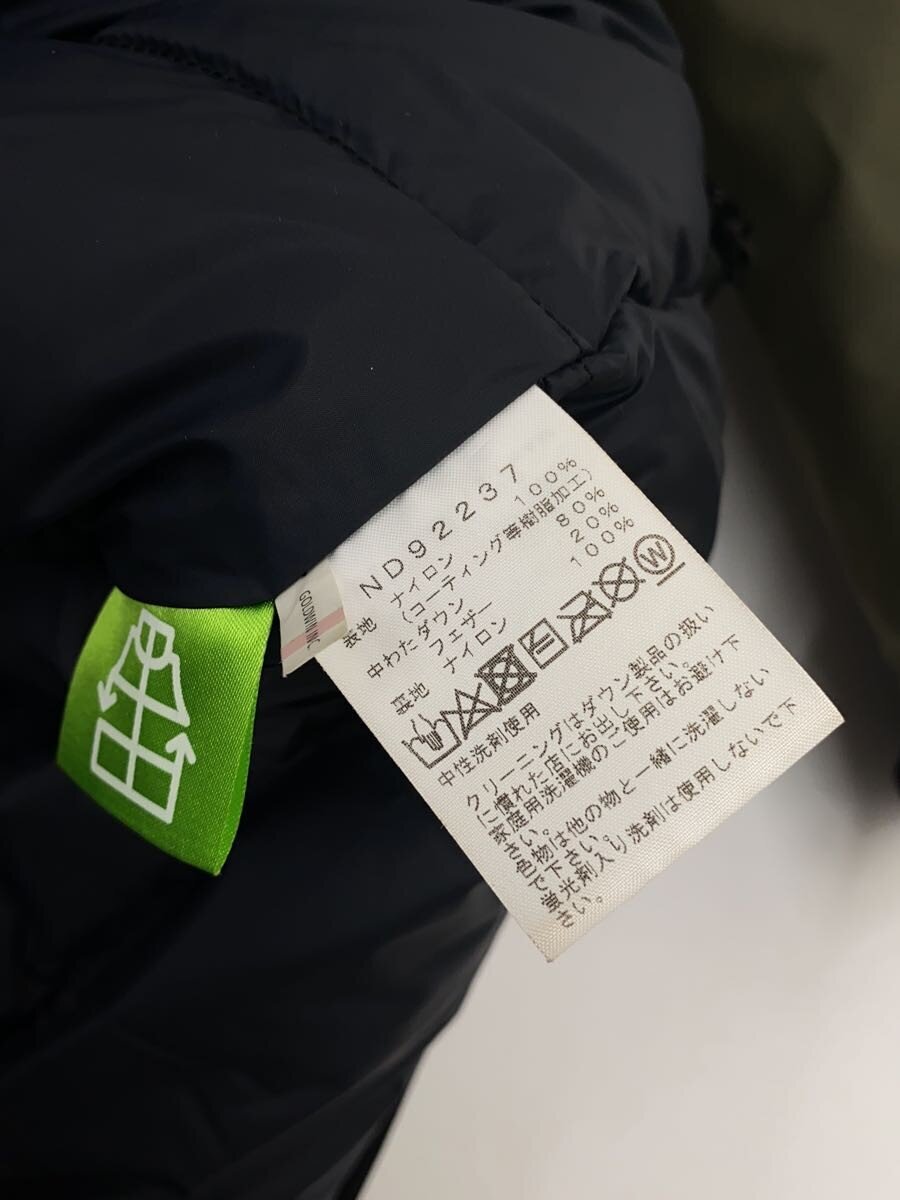 ND92237
表地 ナイロン 100%
(コーティング等樹脂加工)
中わた ダウン 80%
フェザー 20%
裏地 ナイロン 100%
W
中性洗剤使用
クリーニングはダウン製品の扱い
に慣れた店にお出し下さい。
家庭用洗濯機のご使用はお避け下
さい。
色物は他の物と一緒に洗濯しない
で下さい。
蛍光剤入り洗剤は使用しないで下
さい。
GOLDWIN INC